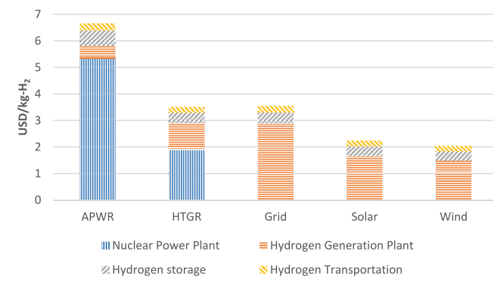 7
6
5
4
3
2
1
0
USD/kg-H₂
APWR HTGR Grid Solar Wind
Nuclear Power Plant Hydrogen Generation Plant
Hydrogen storage Hydrogen Transportation